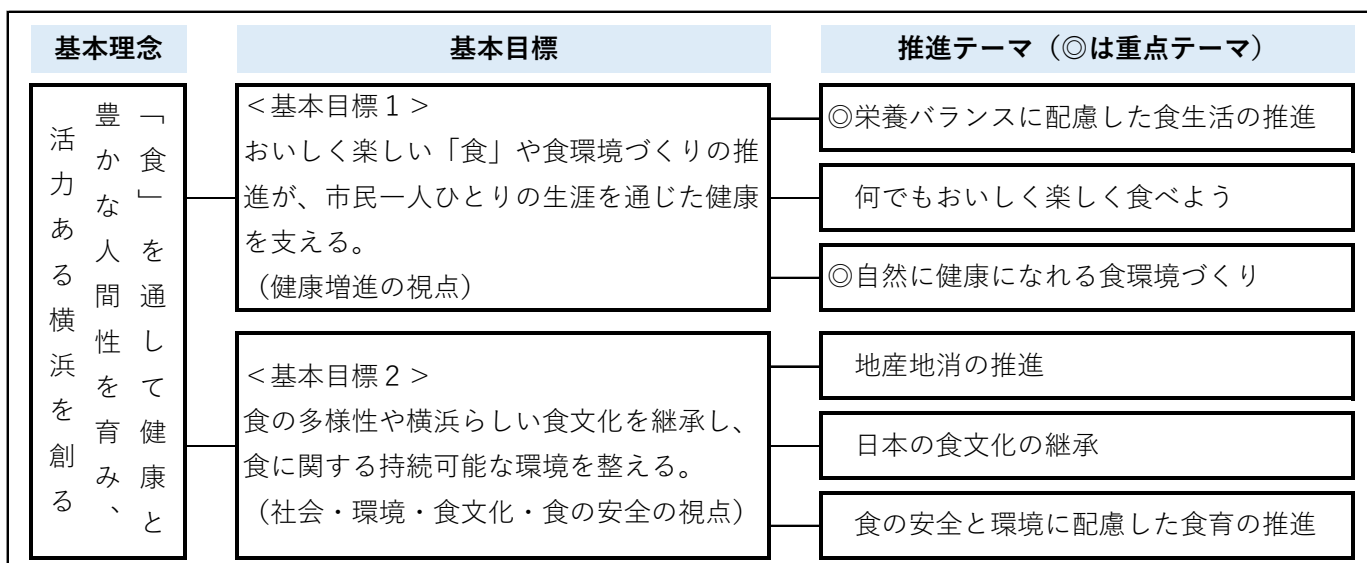 基本理念
基本目標
推進テーマ（◎は重点テーマ）
「食」を通して健康と
豊かな人間性を育み、
活力ある横浜を創る
＜基本目標１＞
おいしく楽しい「食」や食環境づくりの推
進が、市民一人ひとりの生涯を通じた健康
を支える。
（健康増進の視点）
◎栄養バランスに配慮した食生活の推進
何でもおいしく楽しく食べよう
◎自然に健康になれる食環境づくり
＜基本目標２＞
食の多様性や横浜らしい食文化を継承し、
食に関する持続可能な環境を整える。
（社会・環境・食文化・食の安全の視点）
地産地消の推進
日本の食文化の継承
食の安全と環境に配慮した食育の推進